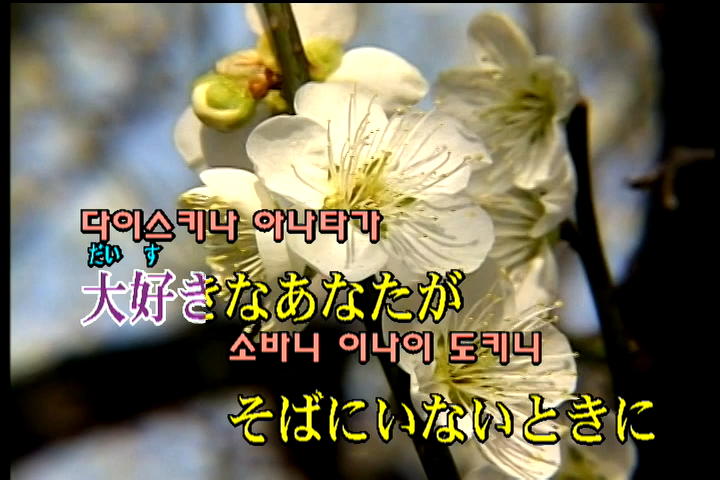 다이스키나 아나타가
だい す
大好きなあなたが
소바니 이나이 도키니
そばにいないときに